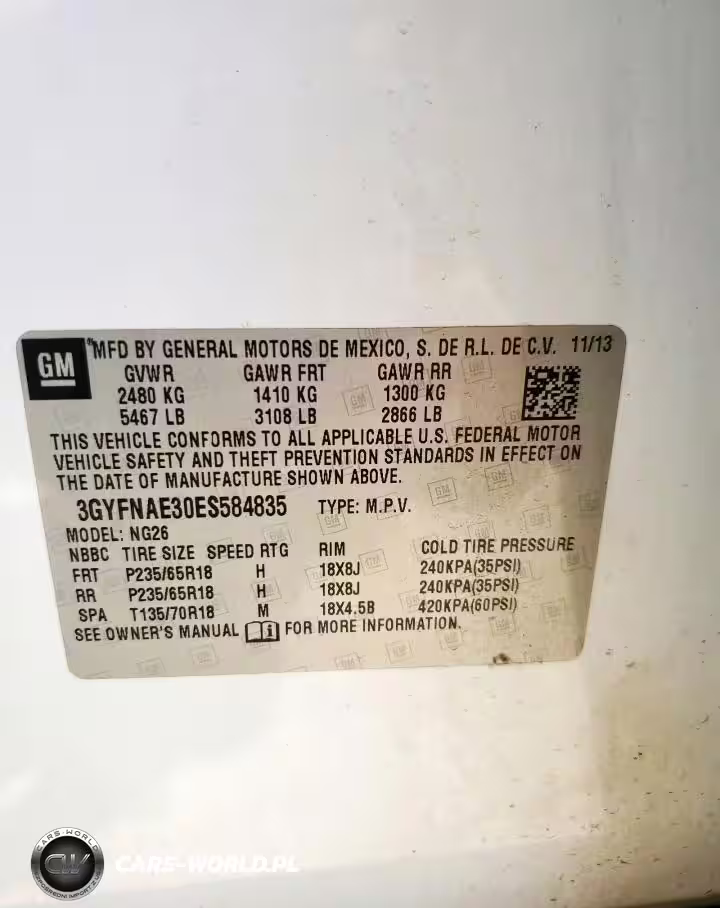 GM
®MFD BY GENERAL MOTORS DE MEXICO, S. DE R.L. DE C.V. 11/13
GVWR GAWR FRT GAWR RR
2480 KG 1410 KG 1300 KG
5467 LB 3108 LB 2866 LB
THIS VEHICLE CONFORMS TO ALL APPLICABLE U.S. FEDERAL MOTOR
VEHICLE SAFETY AND THEFT PREVENTION STANDARDS IN EFFECT ON
THE DATE OF MANUFACTURE SHOWN ABOVE.
3GYFNAE30ES584835 TYPE: M.P.V.
MODEL: NG26
NBBC TIRE SIZE SPEED RTG RIM COLD TIRE PRESSURE
FRT P235/65R18 H 18X8J 240KPA(35PSI)
RR P235/65R18 H 18X8J 240KPA(35PSI)
SPA T135/70R18 M 18X4.5B 420KPA(60PSI)
SEE OWNER'S MANUAL FOR MORE INFORMATION.
CARS-WORLD
CW
CARS-WORLD.PL